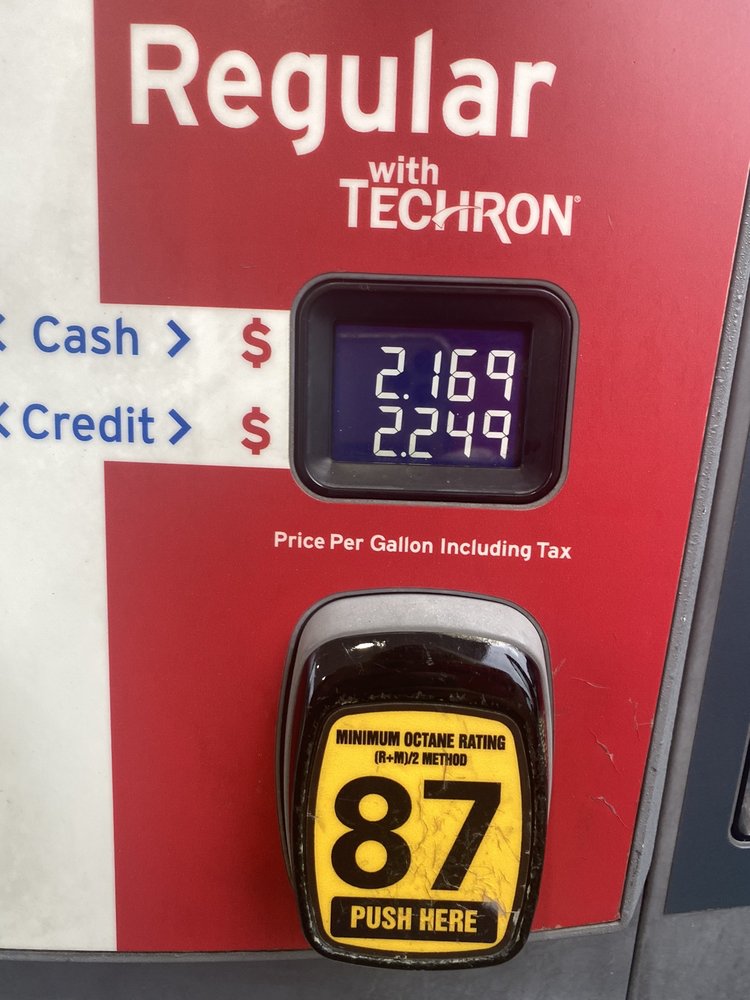 Regular
with
TECHRON®
< Cash > $ 2.169
< Credit > $ 2.249
Price Per Gallon Including Tax
MINIMUM OCTANE RATING
(R+M)/2 METHOD
87
PUSH HERE